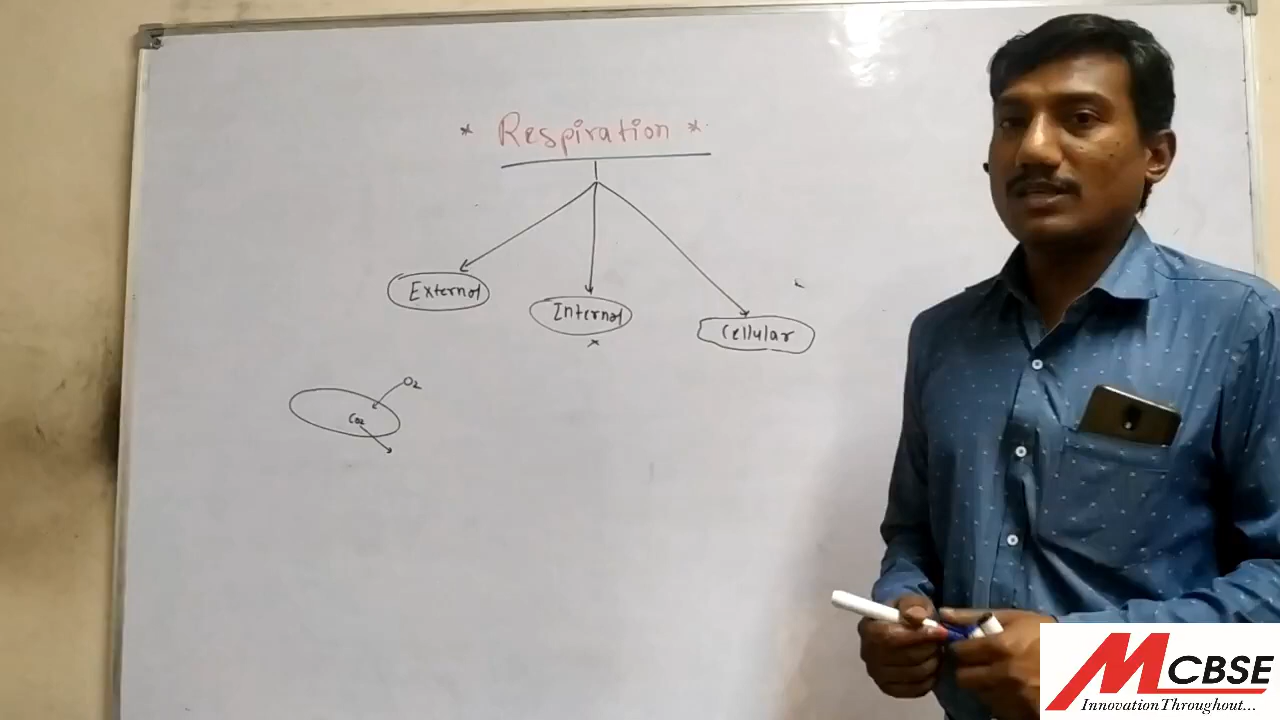 * Respiration *
External
Internal
*
Cellular
O2
CO2
MCBSE
Innovation Throughout...